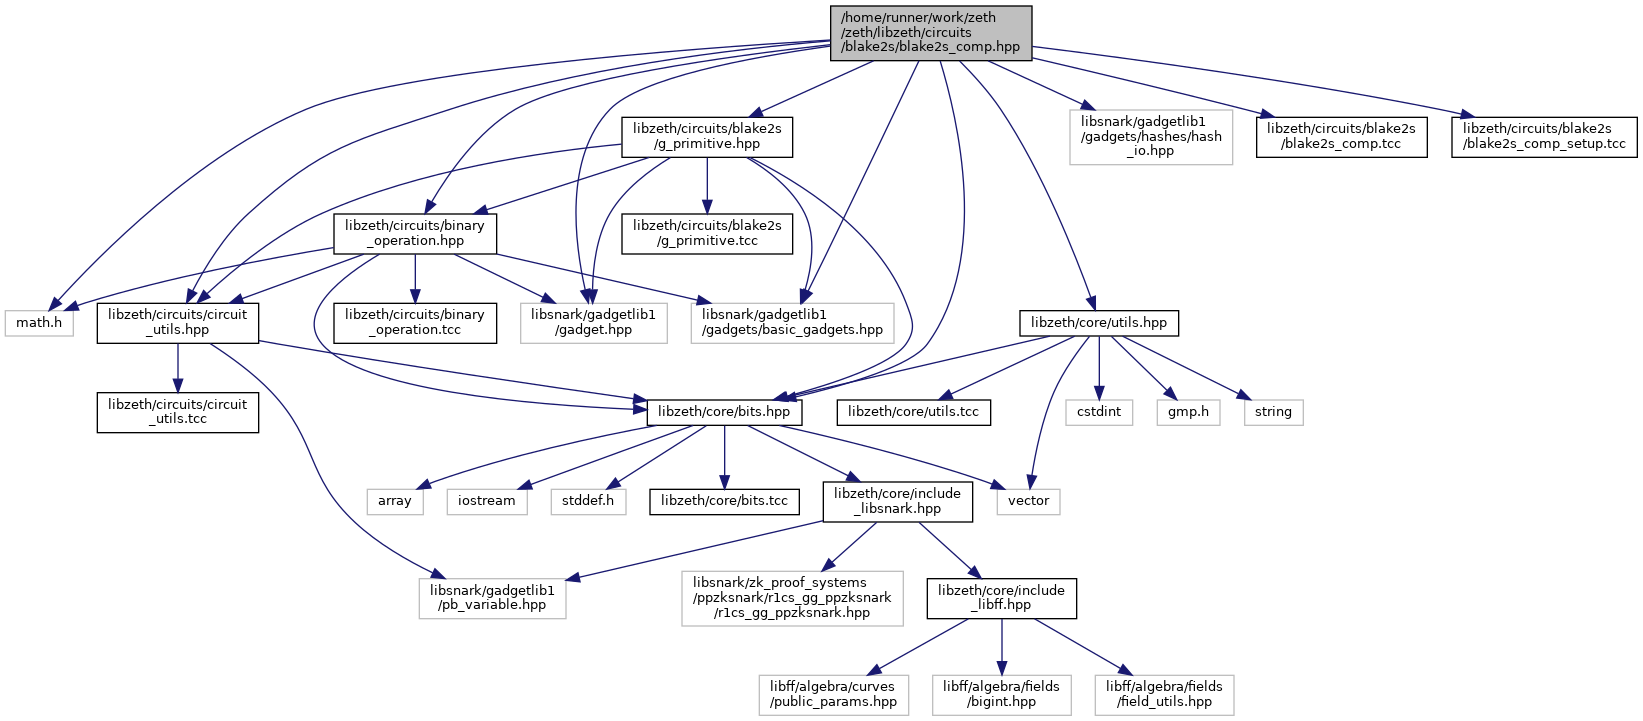 /home/runner/work/zeth
/zeth/libzeth/circuits
/blake2s/blake2s_comp.hpp
libzeth/circuits/blake2s
/g_primitive.hpp
libsnark/gadgetlib1
/gadgets/hashes/hash
_io.hpp
libzeth/circuits/blake2s
/blake2s_comp.tcc
libzeth/circuits/blake2s
/blake2s_comp_setup.tcc
libzeth/circuits/binary
_operation.hpp
libzeth/circuits/blake2s
/g_primitive.tcc
math.h
libzeth/circuits/circuit
_utils.hpp
libzeth/circuits/binary
_operation.tcc
libsnark/gadgetlib1
/gadget.hpp
libsnark/gadgetlib1
/gadgets/basic_gadgets.hpp
libzeth/core/utils.hpp
libzeth/circuits/circuit
_utils.tcc
libzeth/core/bits.hpp
libzeth/core/utils.tcc
cstdint
gmp.h
string
array
iostream
stddef.h
libzeth/core/bits.tcc
libzeth/core/include
_libsnark.hpp
vector
libsnark/gadgetlib1
/pb_variable.hpp
libsnark/zk_proof_systems
/ppzksnark/r1cs_gg_ppzksnark
/r1cs_gg_ppzksnark.hpp
libzeth/core/include
_libff.hpp
libff/algebra/curves
/public_params.hpp
libff/algebra/fields
/bigint.hpp
libff/algebra/fields
/field_utils.hpp